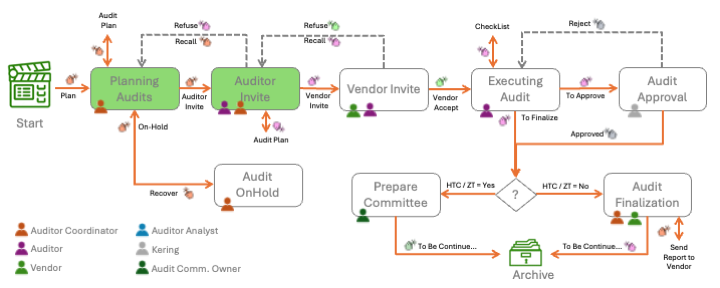 Audit
Plan
Refuse
Recall
Refuse
Recall
CheckList
Reject
Start
Plan
Planning
Audits
Auditor
Invite
Auditor
Invite
Vendor
Invite
Vendor Invite
Vendor
Accept
Executing
Audit
To Approve
Audit
Approval
On-Hold
Audit Plan
To Finalize
Approved
Recover
Audit
OnHold
Prepare
Committee
HTC / ZT = Yes
?
HTC / ZT = No
Audit
Finalization
Auditor Coordinator
Auditor
Vendor
Auditor Analyst
Kering
Audit Comm. Owner
To Be Continue...
Archive
To Be Continue...
Send
Report to
Vendor